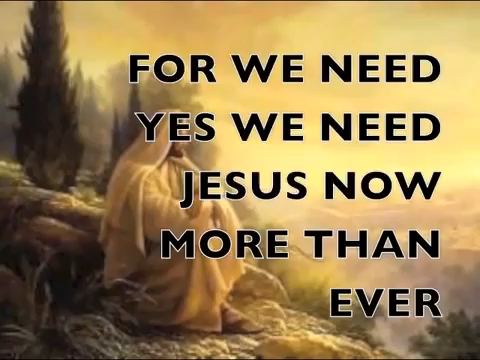 FOR WE NEED
YES WE NEED
JESUS NOW
MORE THAN
EVER